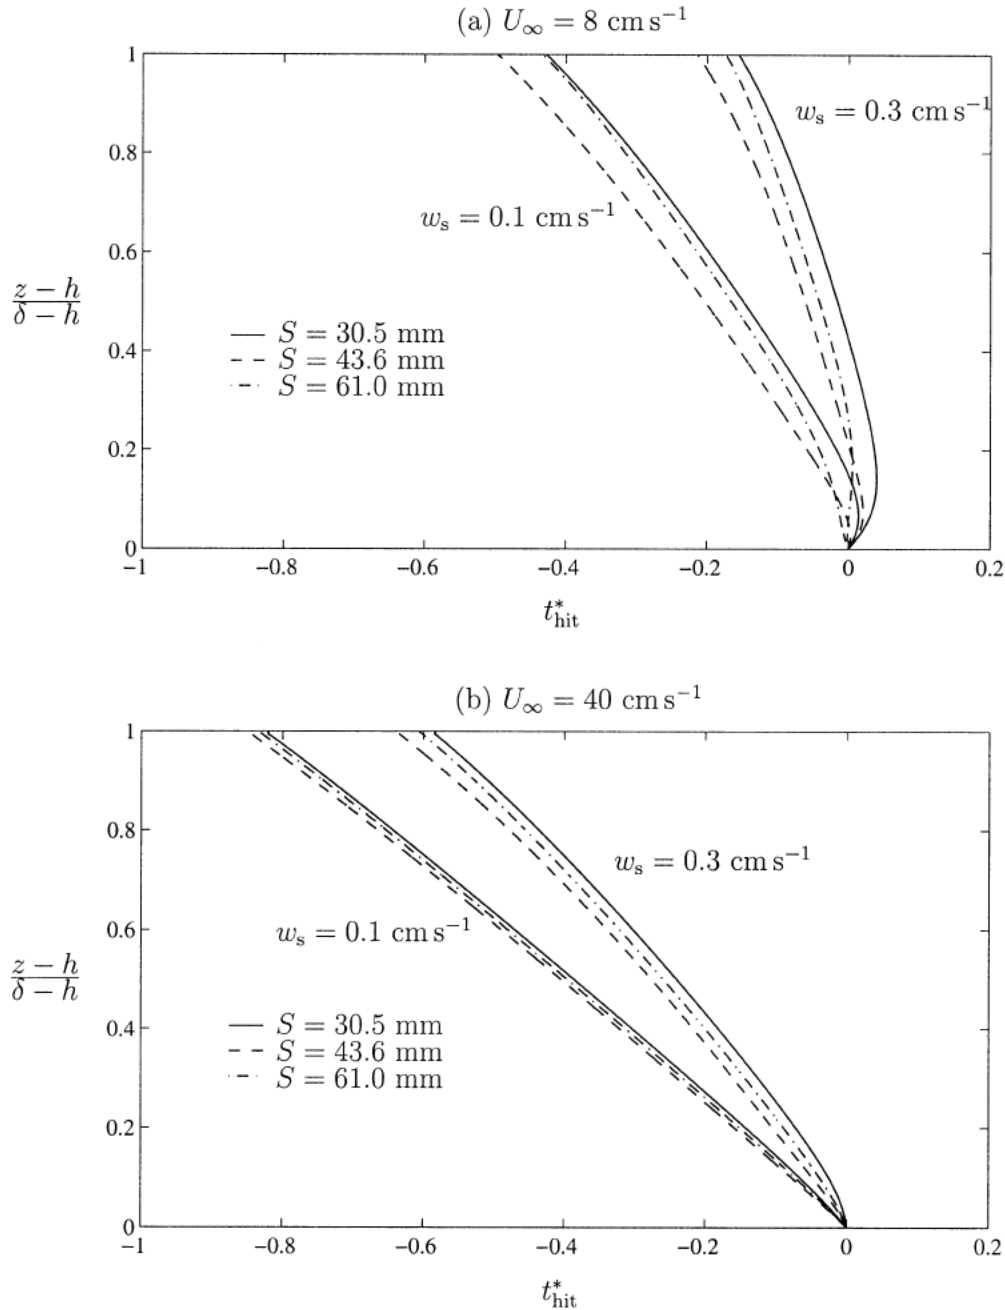 (a) U∞ = 8 cm s⁻¹
1
0.8
0.6
0.4
0.2
0
z − h
δ − h
w_s = 0.3 cm s⁻¹
w_s = 0.1 cm s⁻¹
S = 30.5 mm
S = 43.6 mm
S = 61.0 mm
−1 −0.8 −0.6 −0.4 −0.2 0 0.2
t*_hit
(b) U∞ = 40 cm s⁻¹
1
0.8
0.6
0.4
0.2
0
z − h
δ − h
w_s = 0.3 cm s⁻¹
w_s = 0.1 cm s⁻¹
S = 30.5 mm
S = 43.6 mm
S = 61.0 mm
−1 −0.8 −0.6 −0.4 −0.2 0 0.2
t*_hit